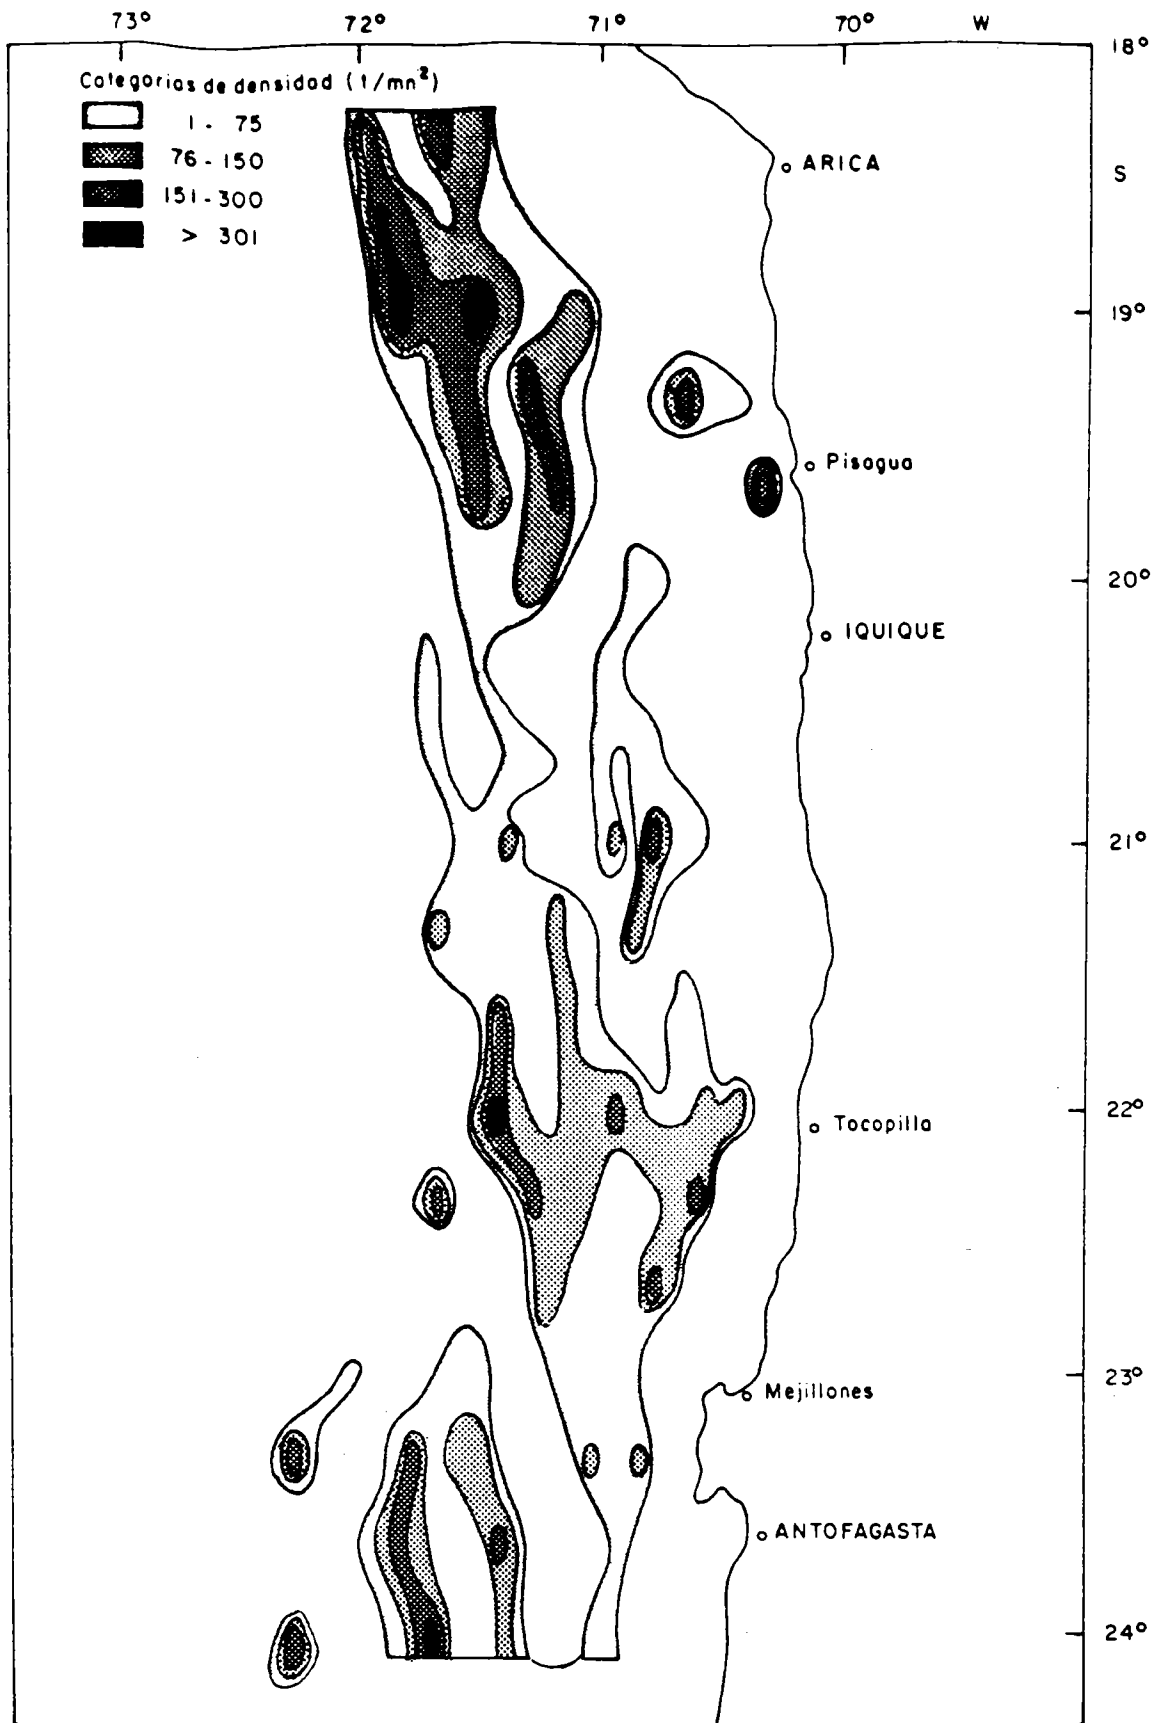 73° 72° 71° 70° W
18°
Categorias de densidad (t/mn²)
1 - 75
76 - 150
151 - 300
> 301
ARICA
S
19°
Pisagua
20°
IQUIQUE
21°
22°
Tocopilla
23°
Mejillones
ANTOFAGASTA
24°